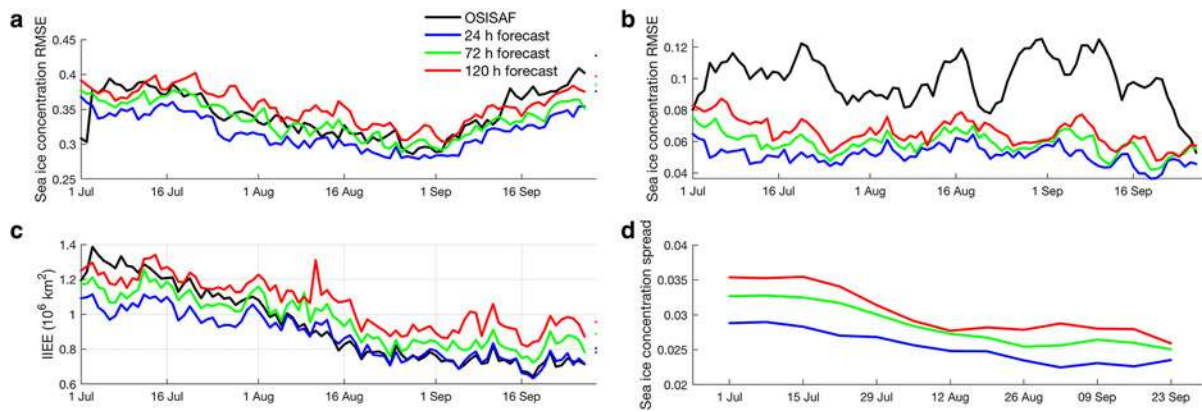 a
OSISAF
24 h forecast
72 h forecast
120 h forecast
Sea ice concentration RMSE
0.45
0.4
0.35
0.3
0.25
1 Jul 16 Jul 1 Aug 16 Aug 1 Sep 16 Sep
b
Sea ice concentration RMSE
0.12
0.1
0.08
0.06
0.04
1 Jul 16 Jul 1 Aug 16 Aug 1 Sep 16 Sep
c
IIEE (10⁶ km²)
1.4
1.2
1
0.8
0.6
1 Jul 16 Jul 1 Aug 16 Aug 1 Sep 16 Sep
d
Sea ice concentration spread
0.04
0.035
0.03
0.025
0.02
1 Jul 15 Jul 29 Jul 12 Aug 26 Aug 09 Sep 23 Sep